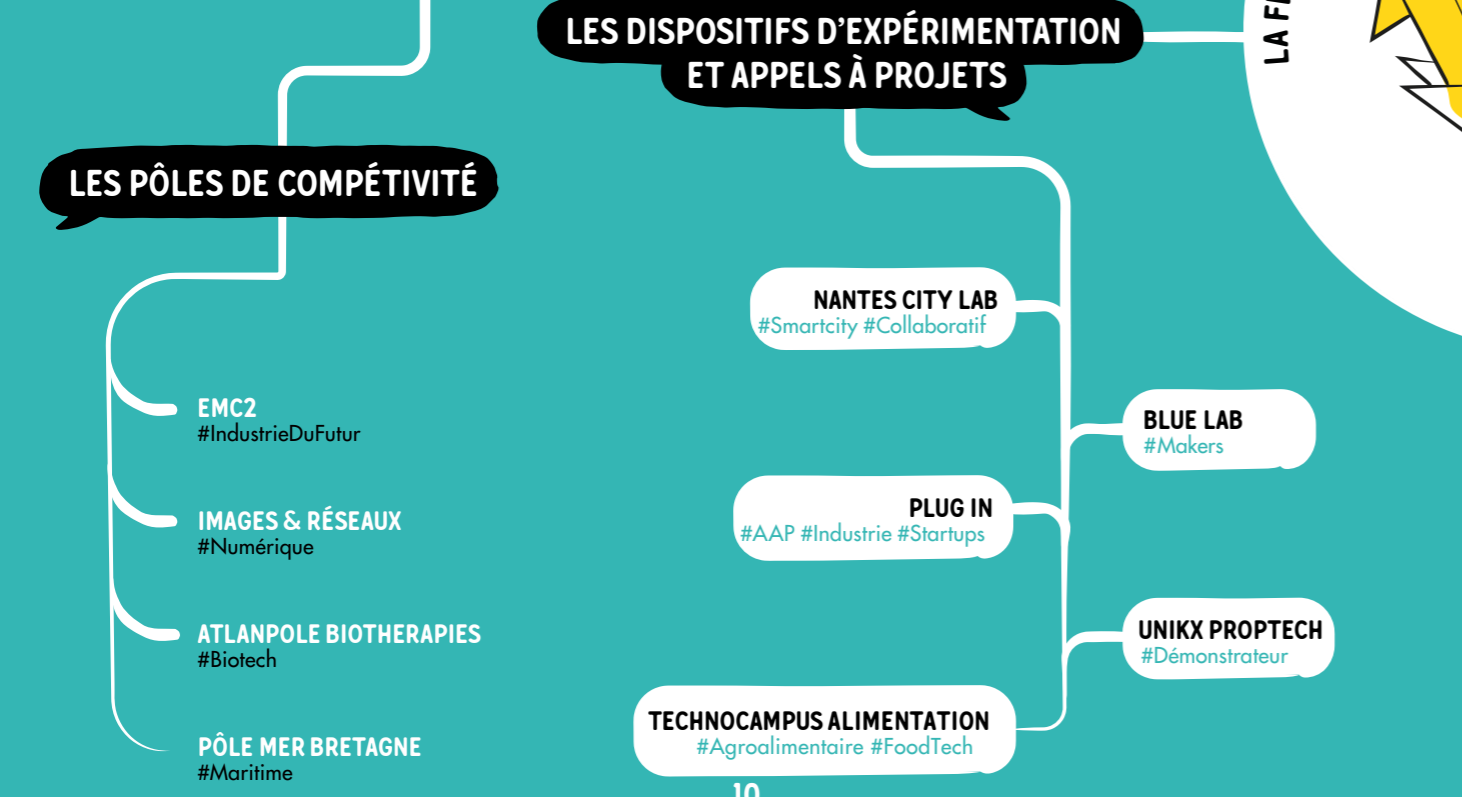 LES DISPOSITIFS D'EXPÉRIMENTATION
ET APPELS À PROJETS
LES PÔLES DE COMPÉTIVITÉ
EMC2
#IndustrieDuFutur
IMAGES & RÉSEAUX
#Numérique
ATLANPOLE BIOTHERAPIES
#Biotech
PÔLE MER BRETAGNE
#Maritime
NANTES CITY LAB
#Smartcity #Collaboratif
BLUE LAB
#Makers
PLUG IN
#AAP #Industrie #Startups
UNIKX PROPTECH
#Démonstrateur
TECHNOCAMPUS ALIMENTATION
#Agroalimentaire #FoodTech
10
LA